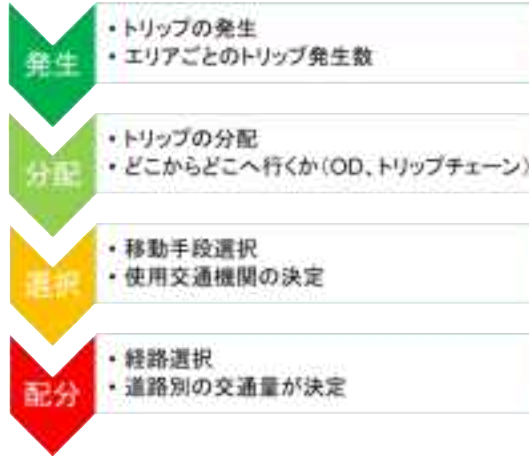 発生
・トリップの発生
・エリアごとのトリップ発生数
分配
・トリップの分配
・どこからどこへ行くか(OD、トリップチェーン)
選択
・移動手段選択
・使用交通機関の決定
配分
・経路選択
・道路別の交通量が決定